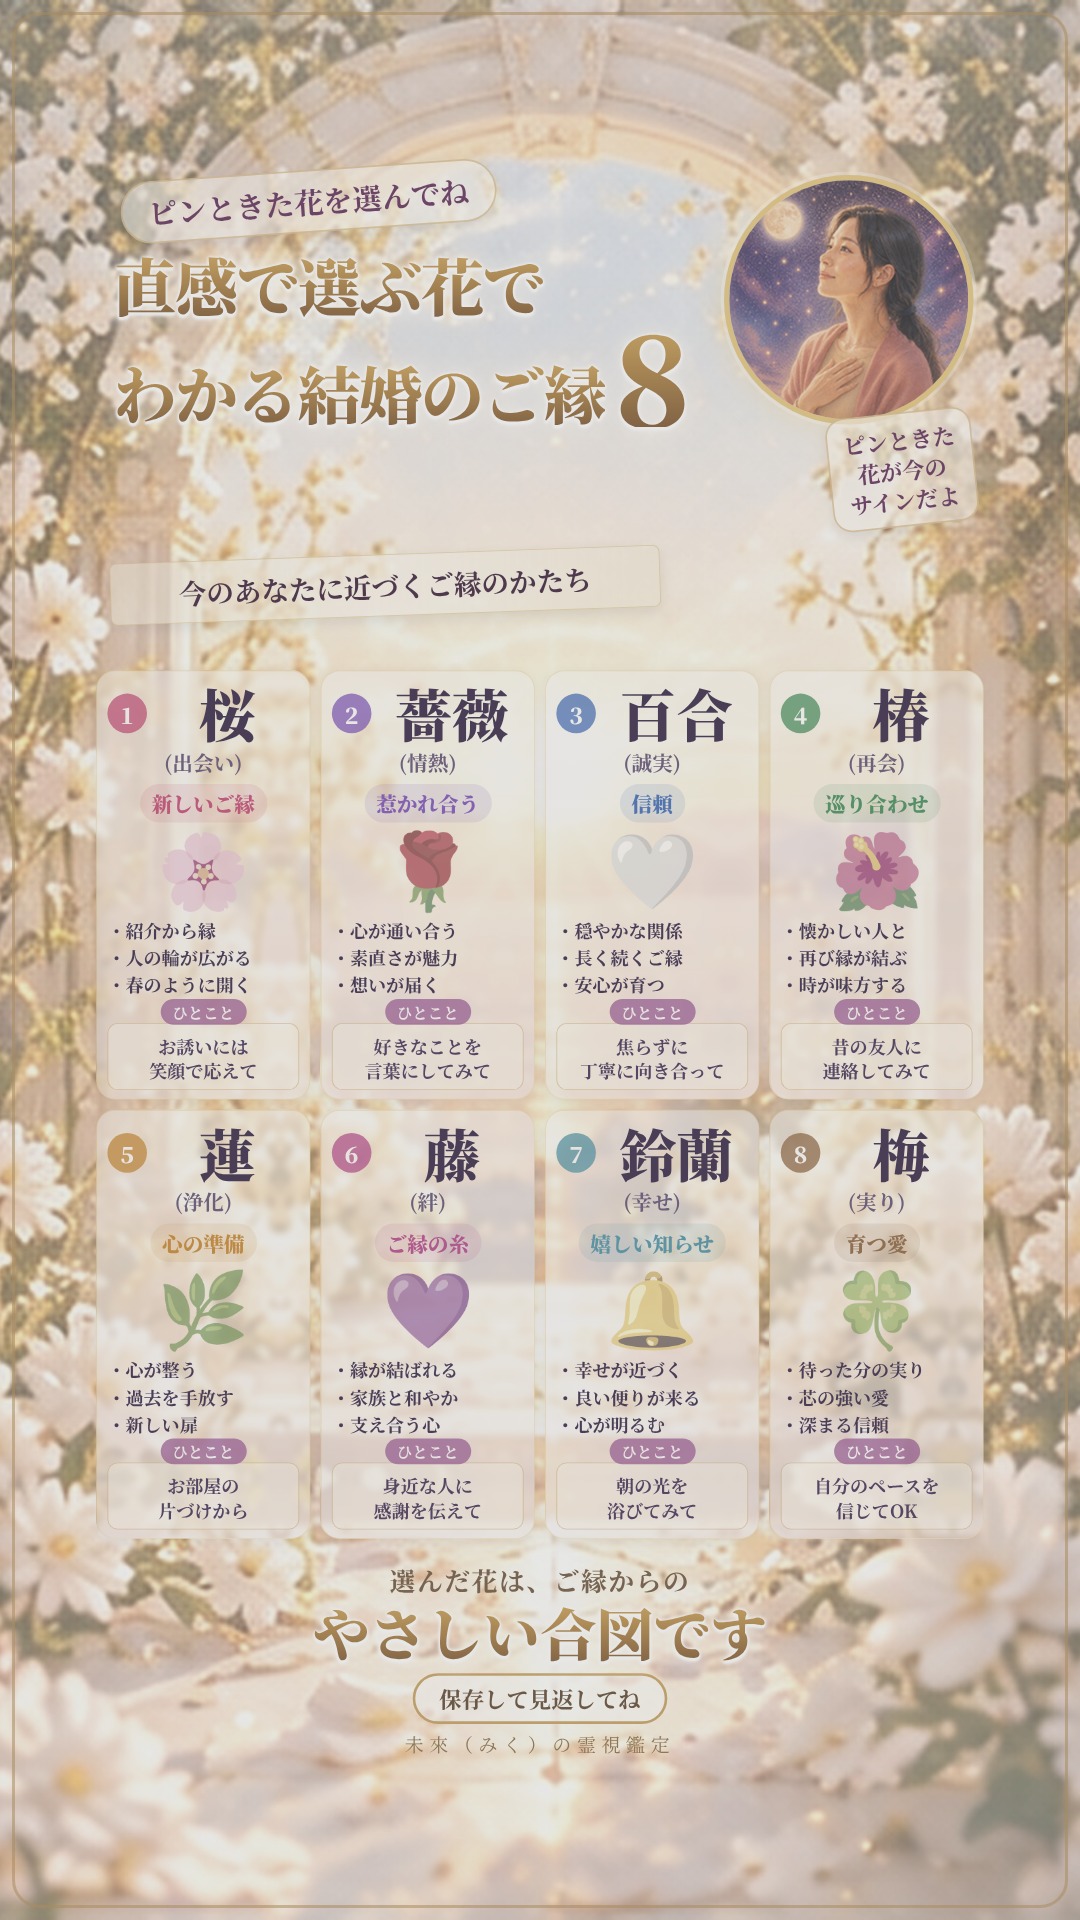 ピンときた花を選んでね
直感で選ぶ花で
わかる結婚のご縁8
ピンときた
花が今の
サインだよ
今のあなたに近づくご縁のかたち
1 桜
(出会い)
新しいご縁
・紹介から縁
・人の輪が広がる
・春のように開く
ひとこと
お誘いには
笑顔で応えて
2 薔薇
(情熱)
惹かれ合う
・心が通い合う
・素直さが魅力
・想いが届く
ひとこと
好きなことを
言葉にしてみて
3 百合
(誠実)
信頼
・穏やかな関係
・長く続くご縁
・安心が育つ
ひとこと
焦らずに
丁寧に向き合って
4 椿
(再会)
巡り合わせ
・懐かしい人と
・再び縁が結ぶ
・時が味方する
ひとこと
昔の友人に
連絡してみて
5 蓮
(浄化)
心の準備
・心が整う
・過去を手放す
・新しい扉
ひとこと
お部屋の
片づけから
6 藤
(絆)
ご縁の糸
・縁が結ばれる
・家族と和やか
・支え合う心
ひとこと
身近な人に
感謝を伝えて
7 鈴蘭
(幸せ)
嬉しい知らせ
・幸せが近づく
・良い便りが来る
・心が明るむ
ひとこと
朝の光を
浴びてみて
8 梅
(実り)
育つ愛
・待った分の実り
・芯の強い愛
・深まる信頼
ひとこと
自分のペースを
信じてOK
選んだ花は、ご縁からの
やさしい合図です
保存して見返してね
未來（みく）の霊視鑑定